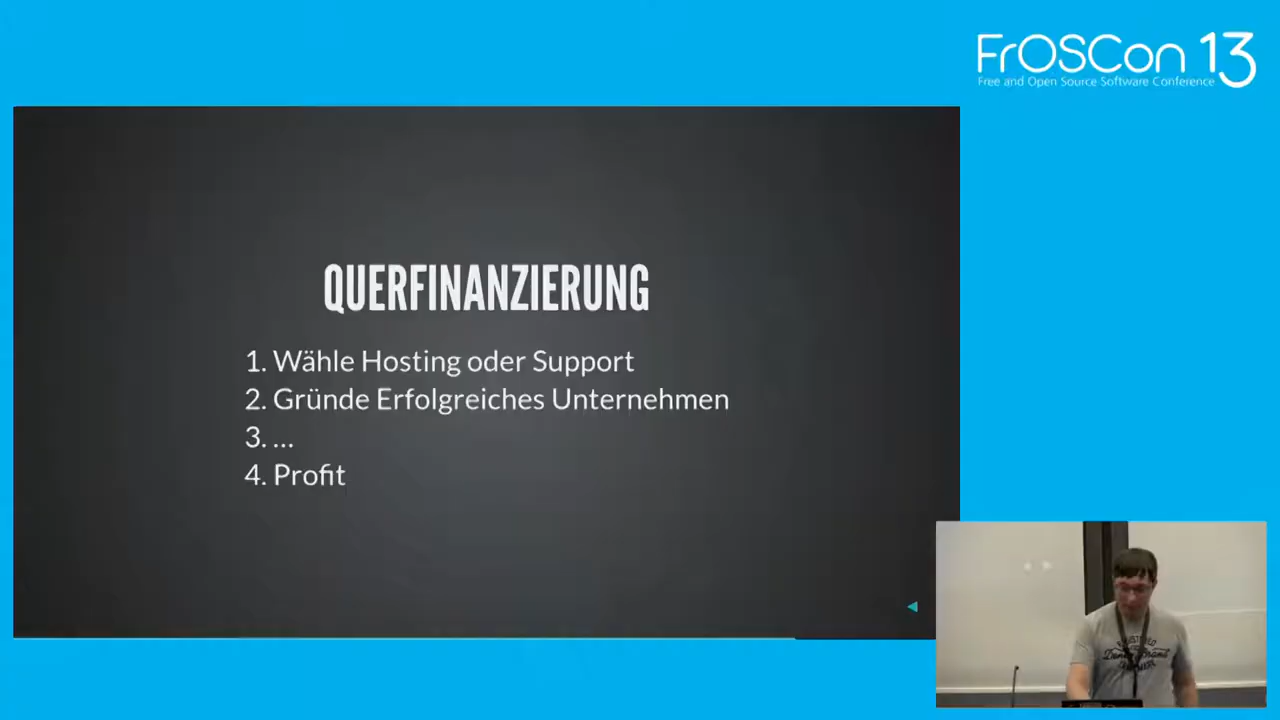 FrOSCon 13
Free and Open Source Software Conference
QUERFINANZIERUNG
1. Wähle Hosting oder Support
2. Gründe Erfolgreiches Unternehmen
3. ...
4. Profit